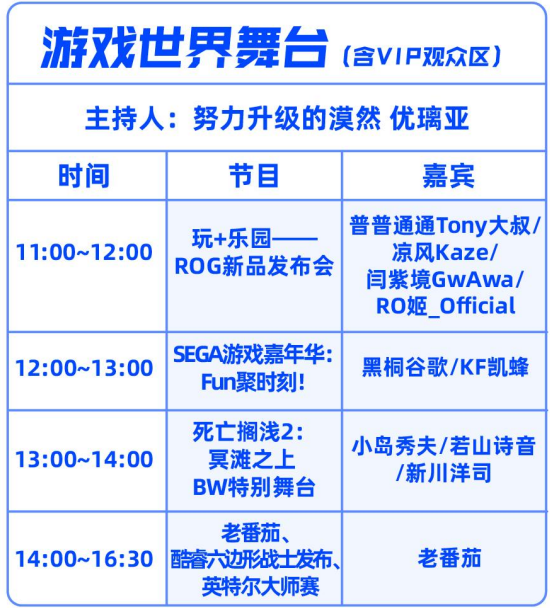 游戏世界舞台（含VIP观众区）
主持人：努力升级的漠然 优璃亚
时间 节目 嘉宾
11:00~12:00
玩+乐园——
ROG新品发布会
普普通通Tony大叔/
凉风Kaze/
闫紫境GwAwa/
RO姬_Official
12:00~13:00
SEGA游戏嘉年华：
Fun聚时刻！
黑桐谷歌/KF凯蜂
13:00~14:00
死亡搁浅2：
冥滩之上
BW特别舞台
小岛秀夫/若山诗音
/新川洋司
14:00~16:30
老番茄、
酷睿六边形战士发布、
英特尔大师赛
老番茄